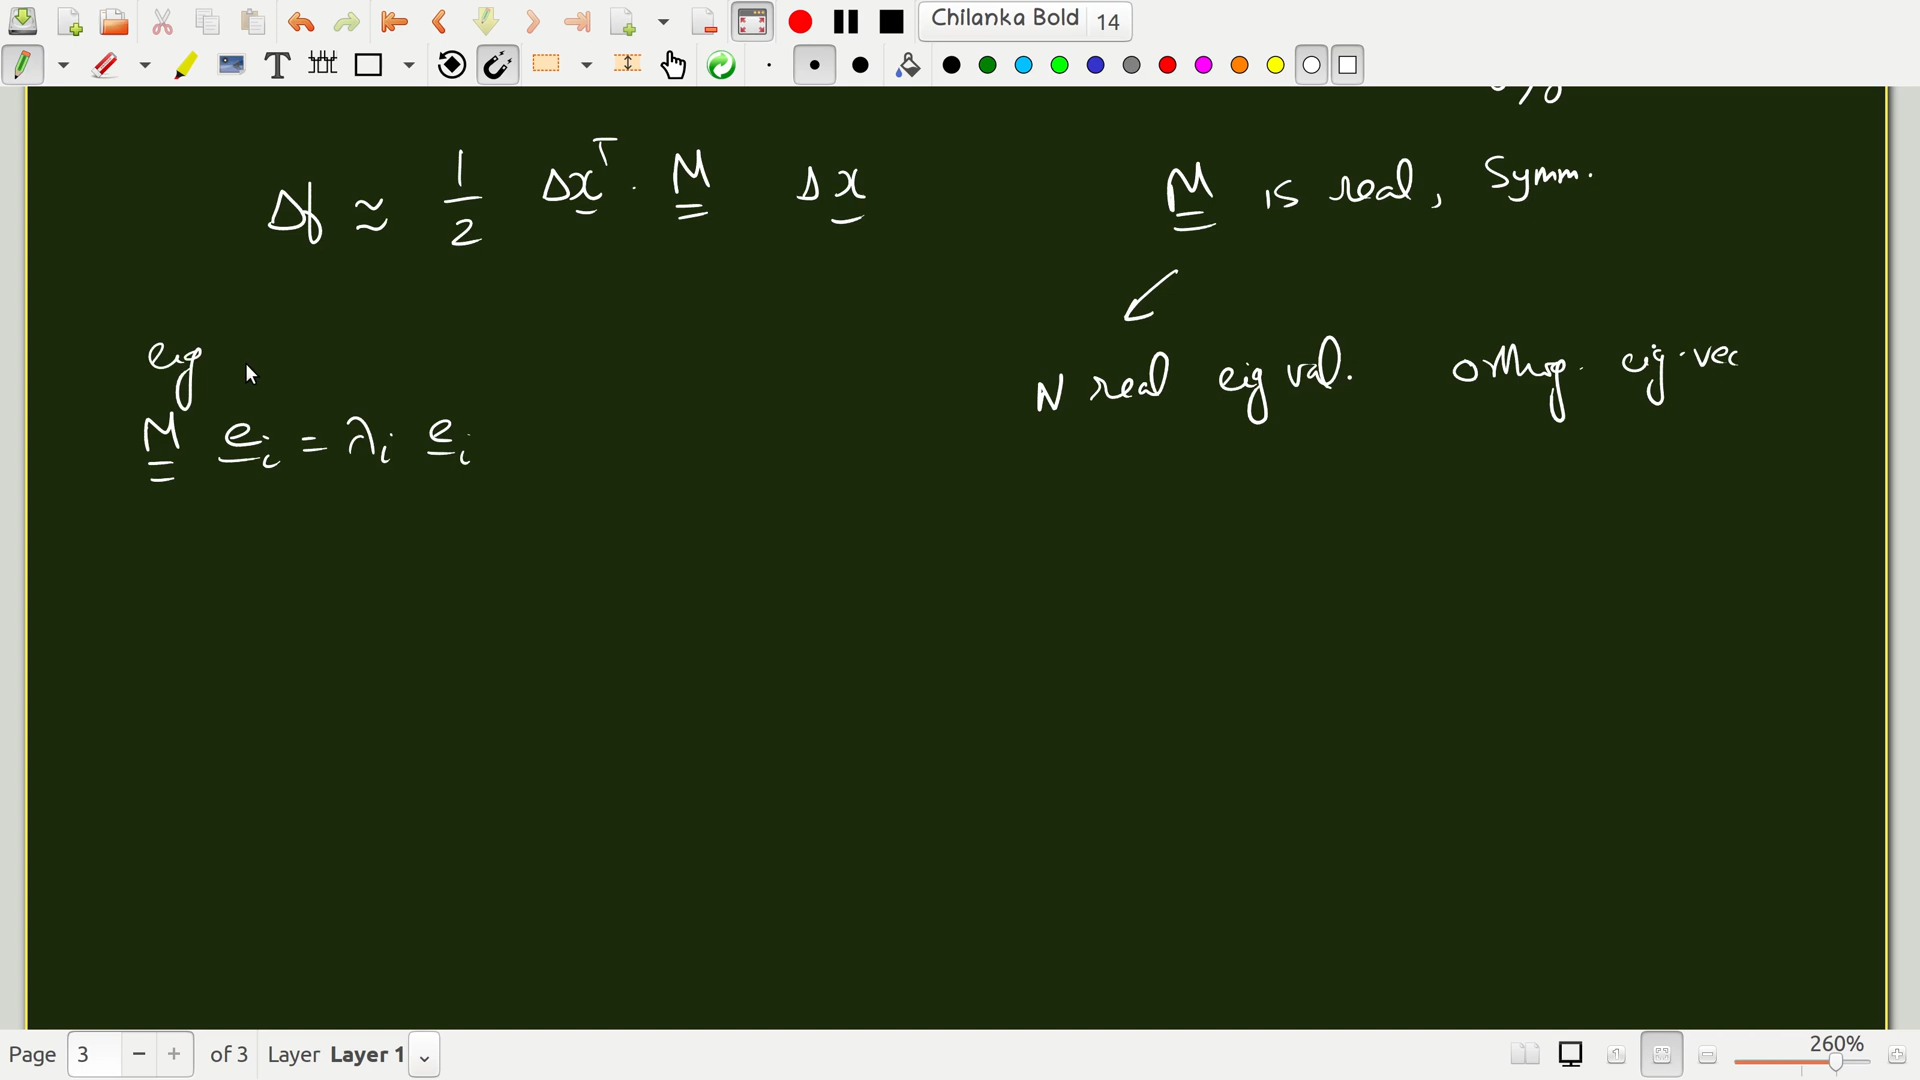 Chilanka Bold 14
Δf ≈ 1/2 Δx^T . M Δx
M is real, Symm.
N real eig val. Orthog. eig. vec
eig
M e_i = λ_i e_i
Page 3 of 3 Layer Layer 1 260%